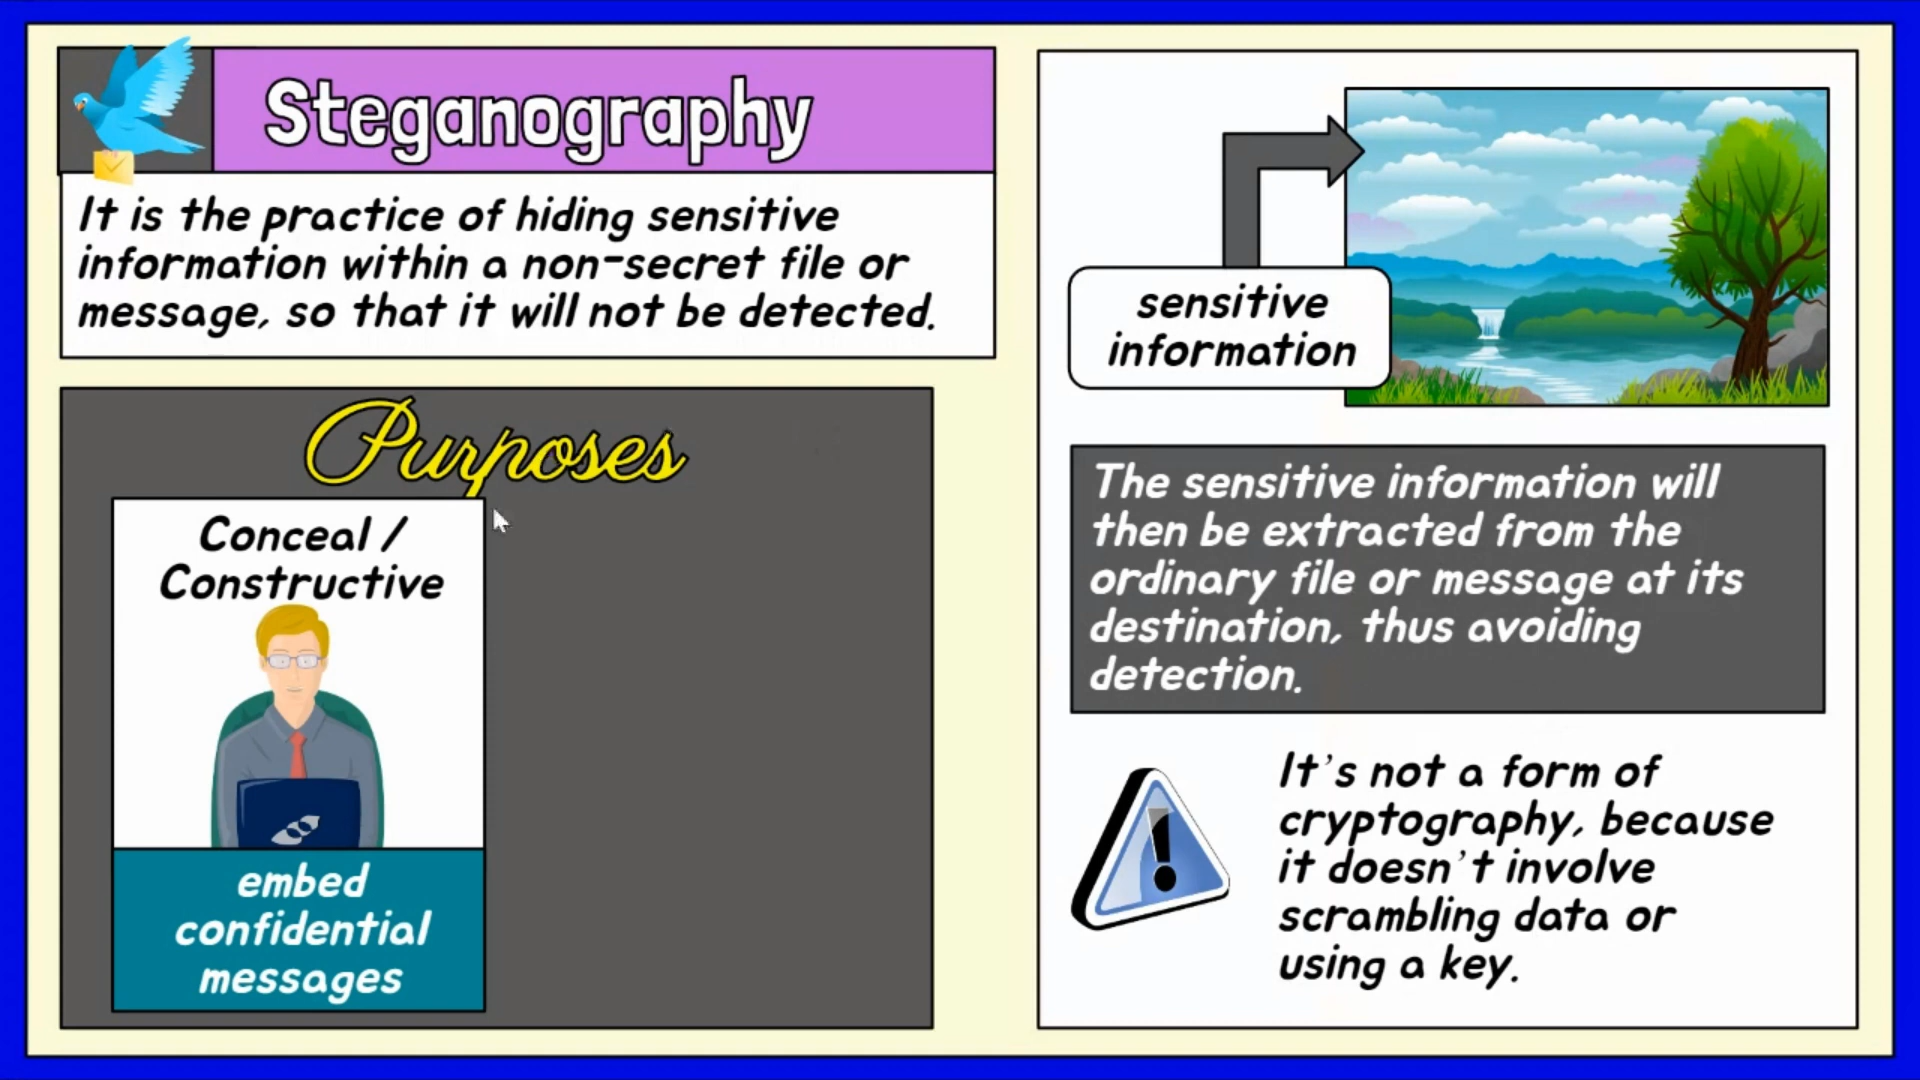 Steganography
It is the practice of hiding sensitive
information within a non-secret file or
message, so that it will not be detected.
Purposes
Conceal /
Constructive
embed
confidential
messages
sensitive
information
The sensitive information will
then be extracted from the
ordinary file or message at its
destination, thus avoiding
detection.
It's not a form of
cryptography, because
it doesn't involve
scrambling data or
using a key.